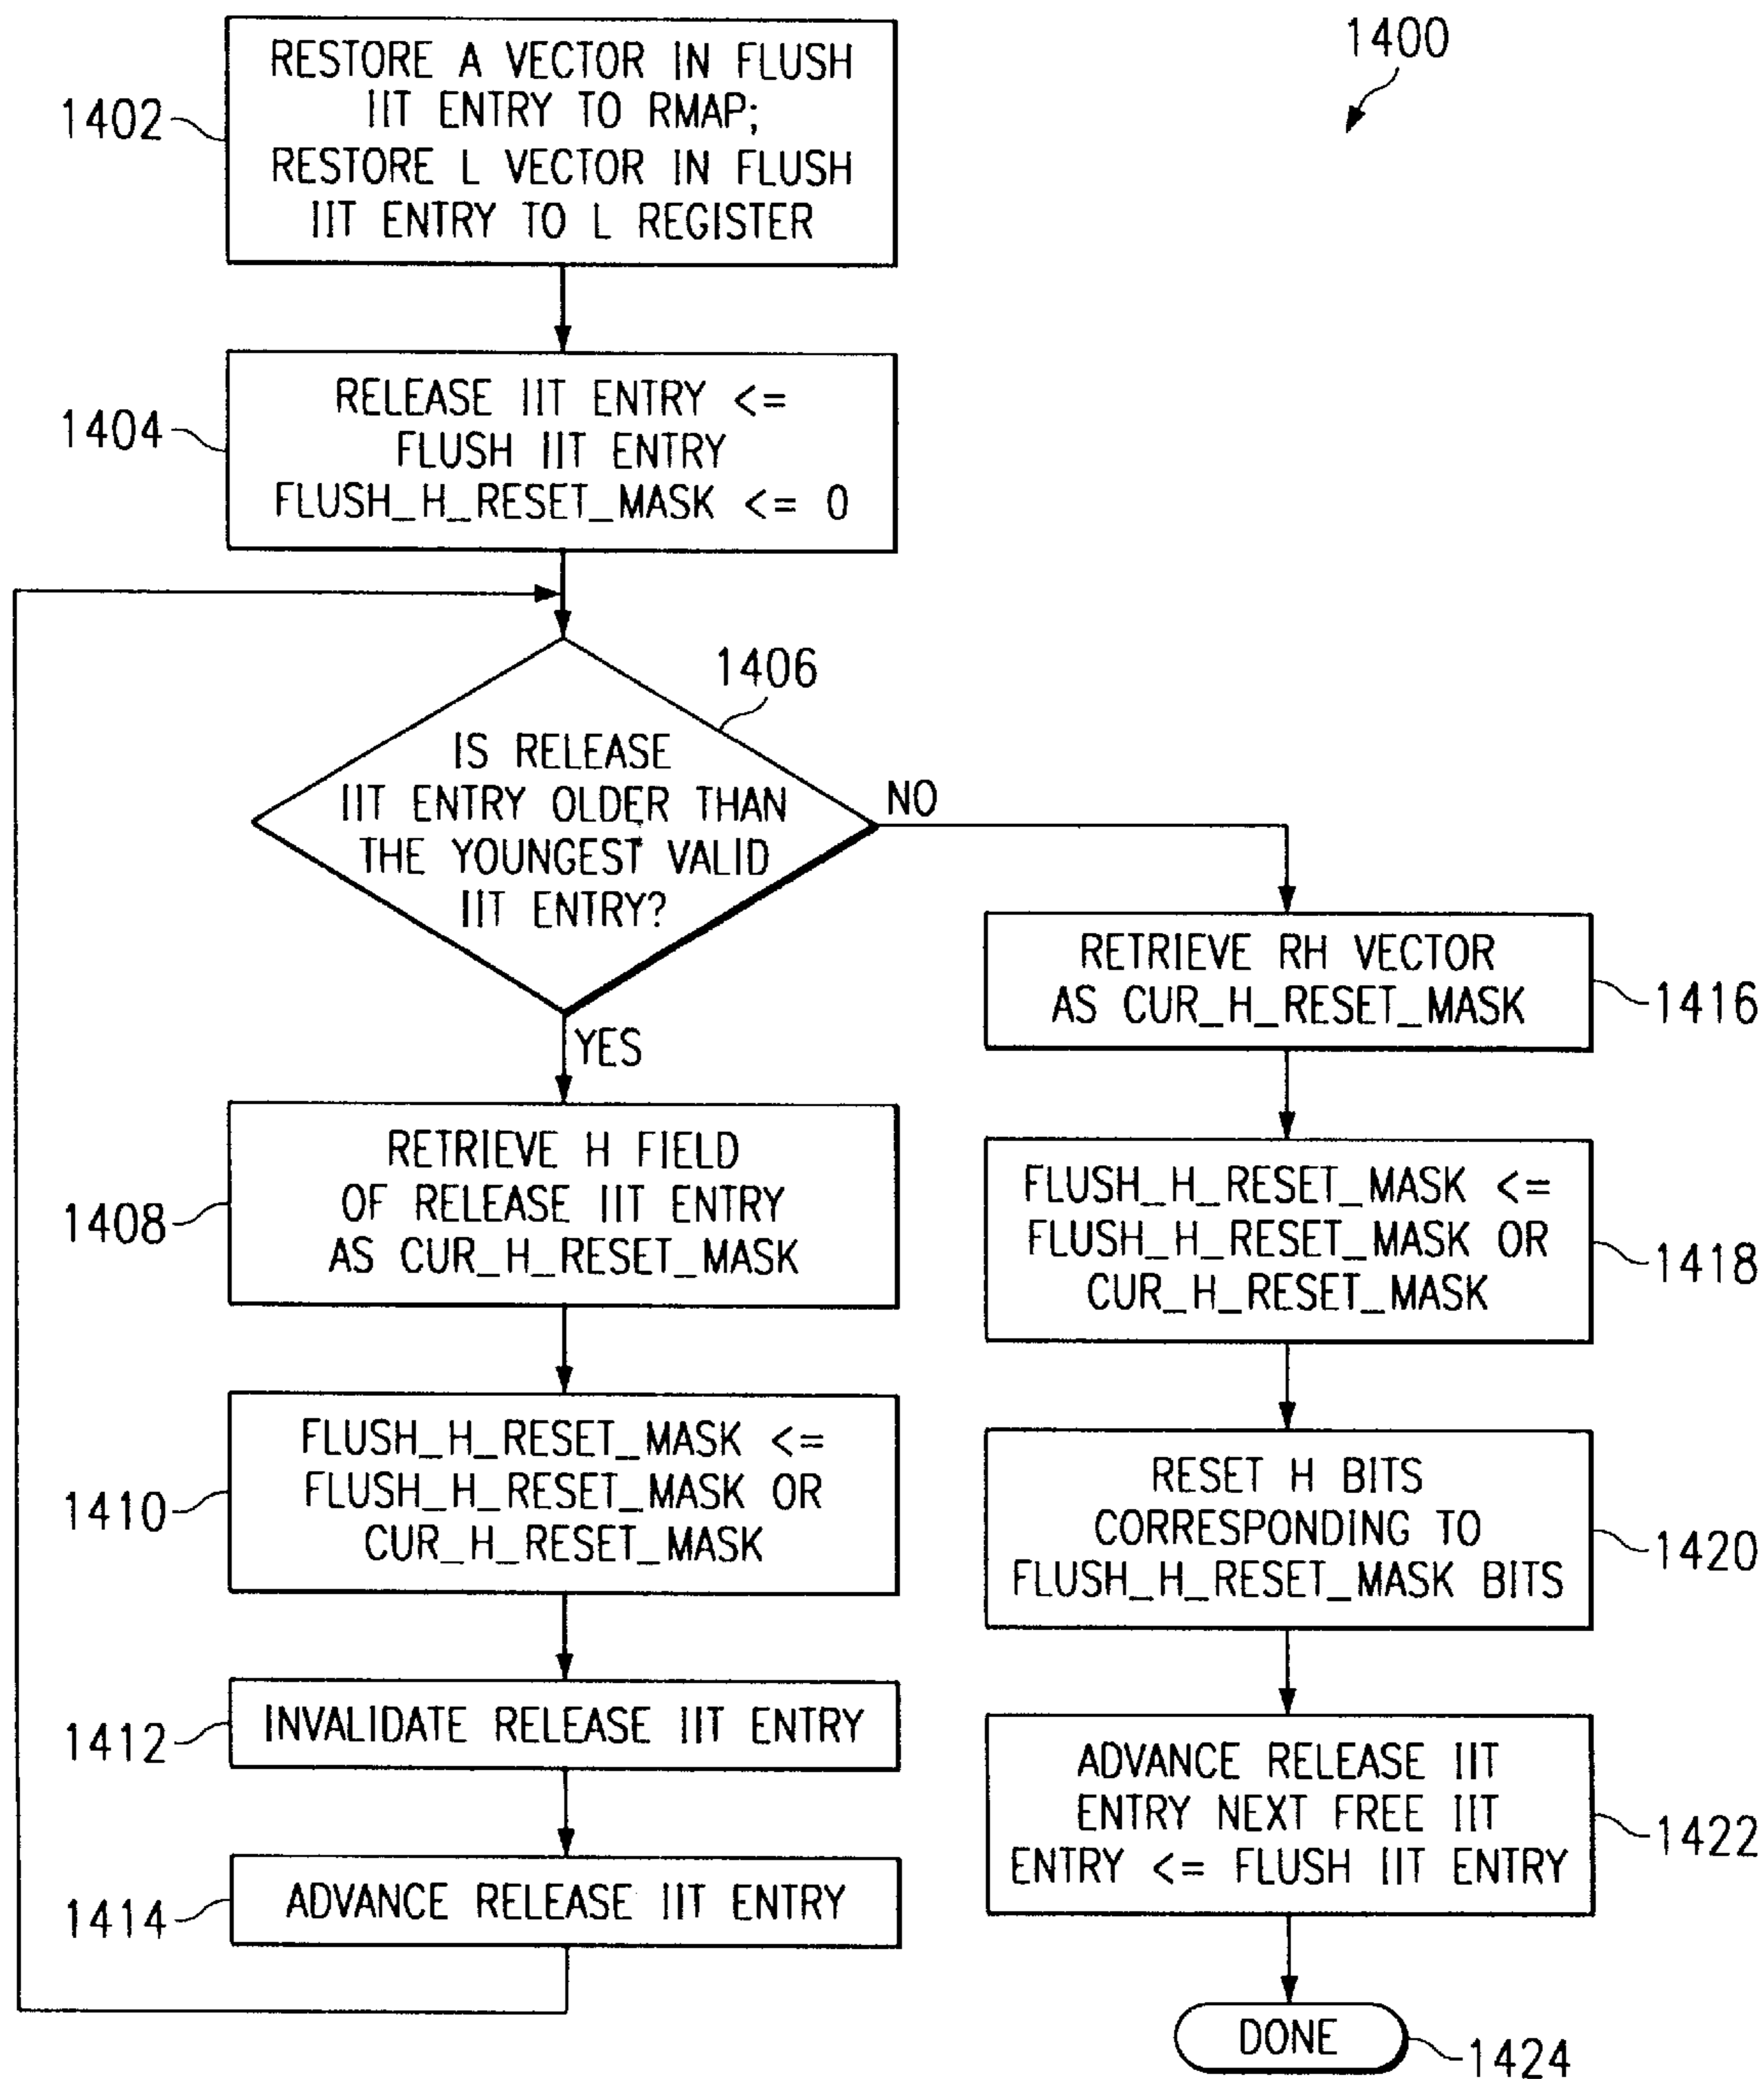 1400
1402
RESTORE A VECTOR IN FLUSH
IIT ENTRY TO RMAP;
RESTORE L VECTOR IN FLUSH
IIT ENTRY TO L REGISTER
1404
RELEASE IIT ENTRY <=
FLUSH IIT ENTRY
FLUSH_H_RESET_MASK <= 0
1406
IS RELEASE
IIT ENTRY OLDER THAN
THE YOUNGEST VALID
IIT ENTRY?
NO
YES
1408
RETRIEVE H FIELD
OF RELEASE IIT ENTRY
AS CUR_H_RESET_MASK
1410
FLUSH_H_RESET_MASK <=
FLUSH_H_RESET_MASK OR
CUR_H_RESET_MASK
1412
INVALIDATE RELEASE IIT ENTRY
1414
ADVANCE RELEASE IIT ENTRY
RETRIEVE RH VECTOR
AS CUR_H_RESET_MASK
1416
FLUSH_H_RESET_MASK <=
FLUSH_H_RESET_MASK OR
CUR_H_RESET_MASK
1418
RESET H BITS
CORRESPONDING TO
FLUSH_H_RESET_MASK BITS
1420
ADVANCE RELEASE IIT
ENTRY NEXT FREE IIT
ENTRY <= FLUSH IIT ENTRY
1422
DONE
1424